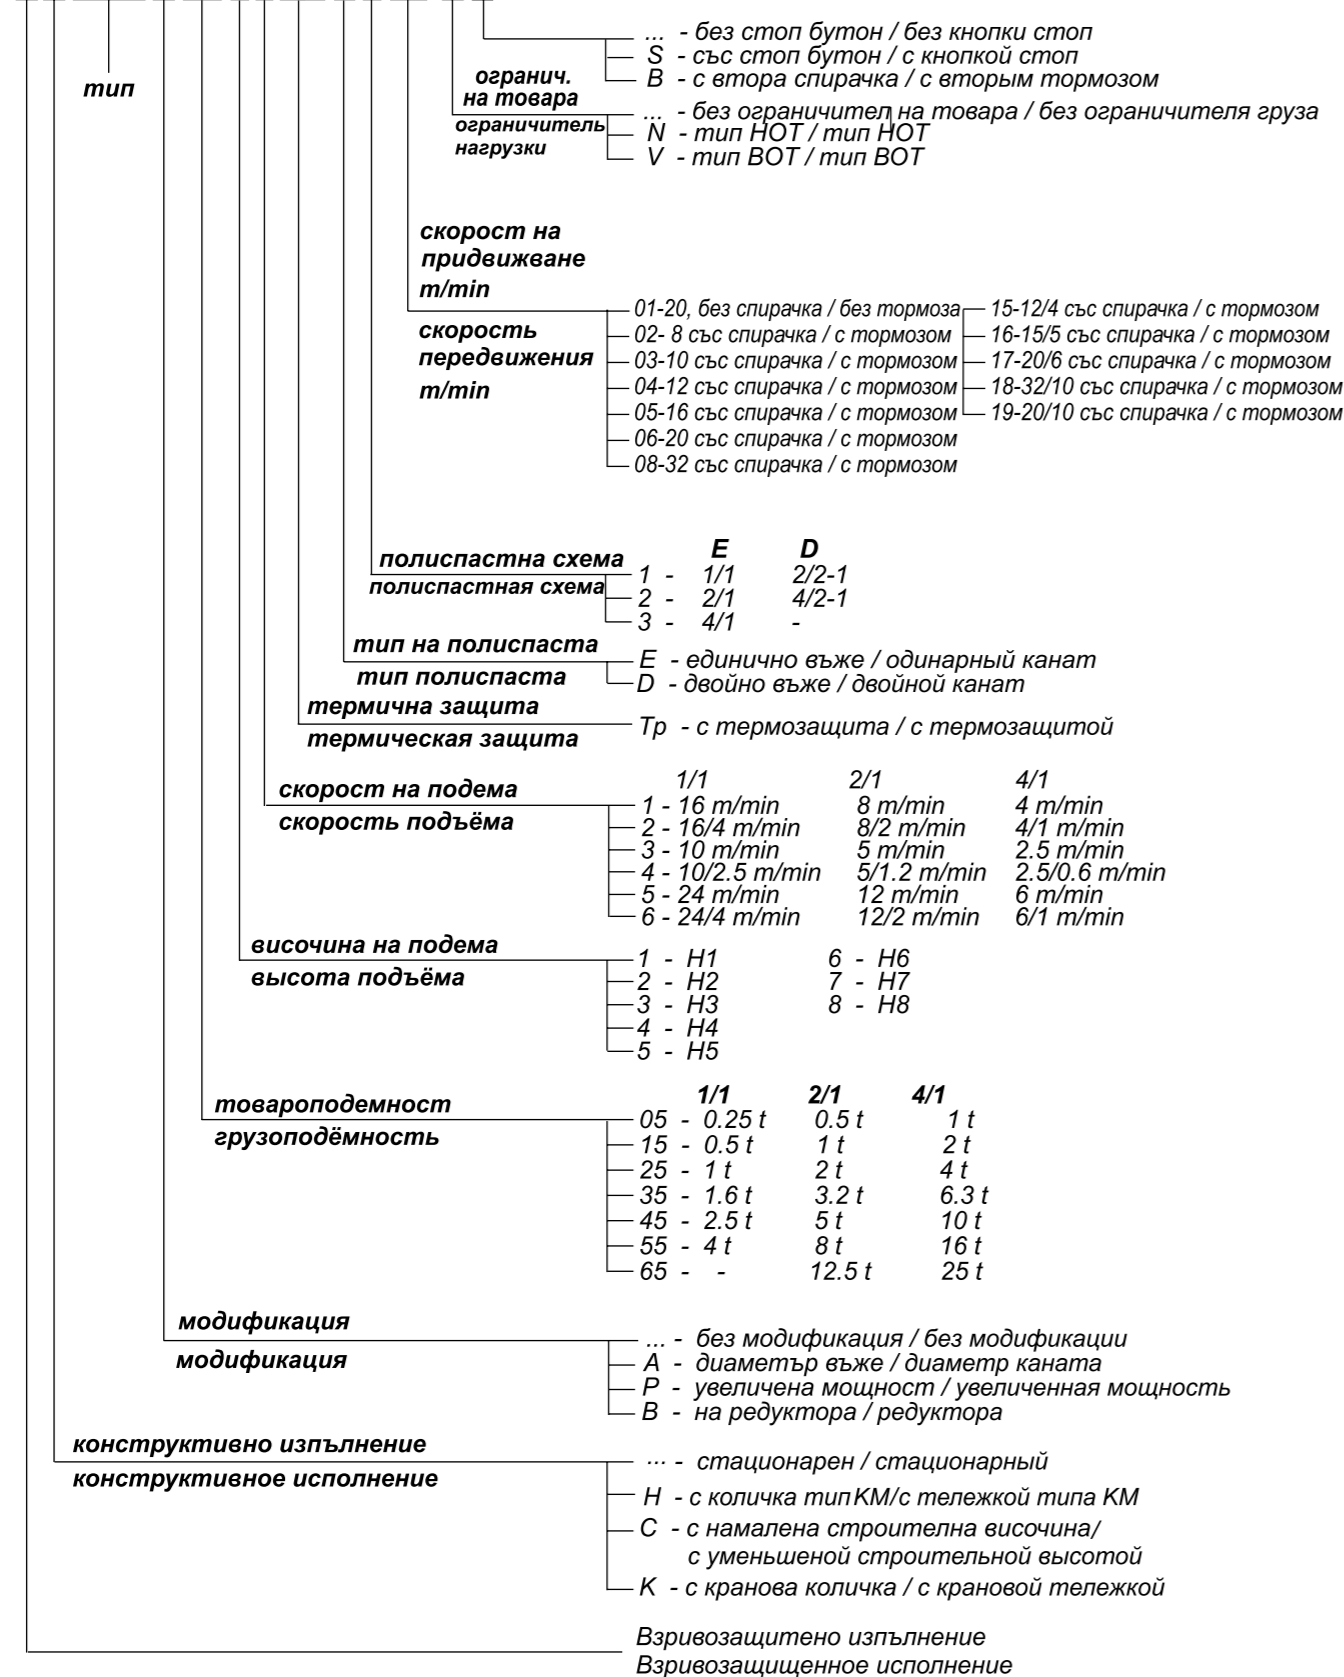 ... - без стоп бутон / без кнопки стоп
S - със стоп бутон / с кнопкой стоп
B - с втора спирачка / с вторым тормозом
тип
огранич.
на товара
ограничитель
нагрузки
... - без ограничител на товара / без ограничителя груза
N - тип НОТ / тип НОТ
V - тип ВОТ / тип ВОТ
скорост на
придвижване
m/min
скорость
передвижения
m/min
01-20, без спирачка / без тормоза
02- 8 със спирачка / с тормозом
03-10 със спирачка / с тормозом
04-12 със спирачка / с тормозом
05-16 със спирачка / с тормозом
06-20 със спирачка / с тормозом
08-32 със спирачка / с тормозом
15-12/4 със спирачка / с тормозом
16-15/5 със спирачка / с тормозом
17-20/6 със спирачка / с тормозом
18-32/10 със спирачка / с тормозом
19-20/10 със спирачка / с тормозом
полиспастна схема
полиспастная схема
E D
1 - 1/1 2/2-1
2 - 2/1 4/2-1
3 - 4/1 -
тип на полиспаста
тип полиспаста
E - единично въже / одинарный канат
D - двойно въже / двойной канат
термична защита
термическая защита
Tp - с термозащита / с термозащитой
скорост на подема
скорость подъёма
1/1 2/1 4/1
1 - 16 m/min 8 m/min 4 m/min
2 - 16/4 m/min 8/2 m/min 4/1 m/min
3 - 10 m/min 5 m/min 2.5 m/min
4 - 10/2.5 m/min 5/1.2 m/min 2.5/0.6 m/min
5 - 24 m/min 12 m/min 6 m/min
6 - 24/4 m/min 12/2 m/min 6/1 m/min
височина на подема
высота подъёма
1 - H1 6 - H6
2 - H2 7 - H7
3 - H3 8 - H8
4 - H4
5 - H5
товароподемност
грузоподёмность
1/1 2/1 4/1
05 - 0.25 t 0.5 t 1 t
15 - 0.5 t 1 t 2 t
25 - 1 t 2 t 4 t
35 - 1.6 t 3.2 t 6.3 t
45 - 2.5 t 5 t 10 t
55 - 4 t 8 t 16 t
65 - - 12.5 t 25 t
модификация
модификация
... - без модификация / без модификации
A - диаметър въже / диаметр каната
P - увеличена мощност / увеличенная мощность
B - на редуктора / редуктора
конструктивно изпълнение
конструктивное исполнение
... - стационарен / стационарный
H - с количка тип KM/с тележкой типа KM
C - с намалена строителна височина/
с уменьшеной строительной высотой
K - с кранова количка / с крановой тележкой
Взривозащитено изпълнение
Взривозащищенное исполнение